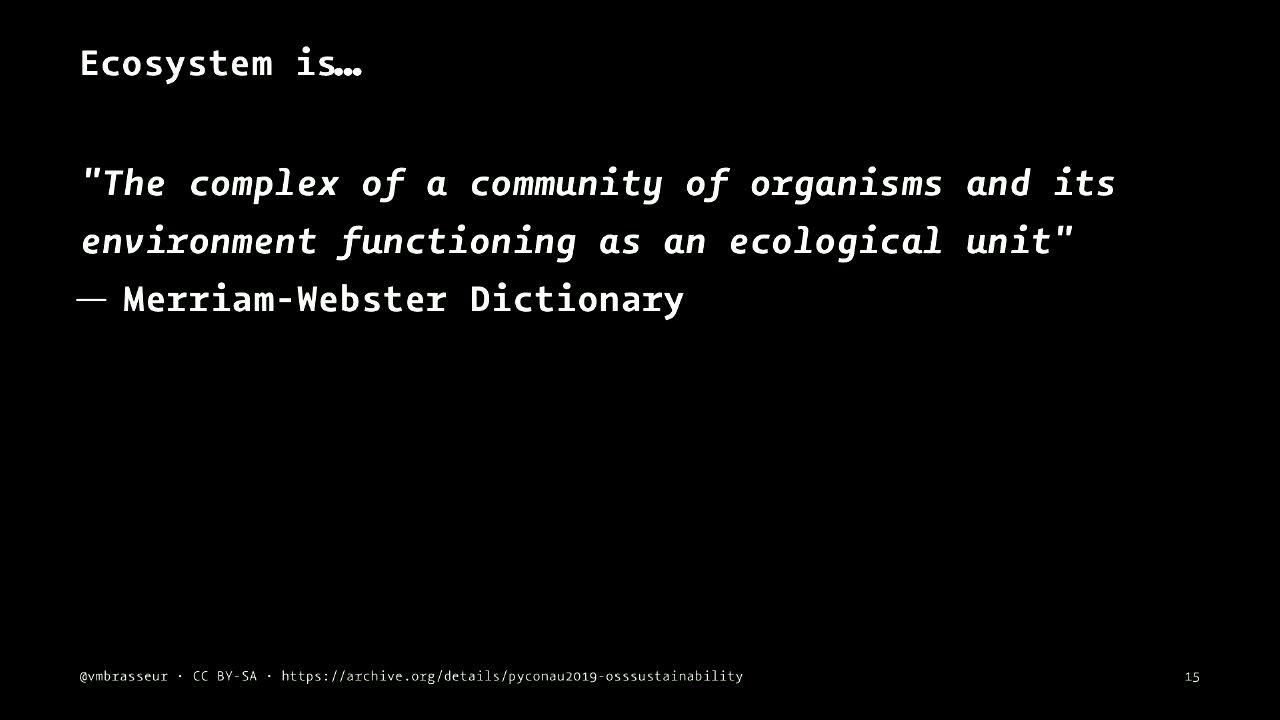 Ecosystem is…
"The complex of a community of organisms and its
environment functioning as an ecological unit"
— Merriam-Webster Dictionary
@vmbrasseur · CC BY-SA · https://archive.org/details/pyconau2019-osssustainability
15